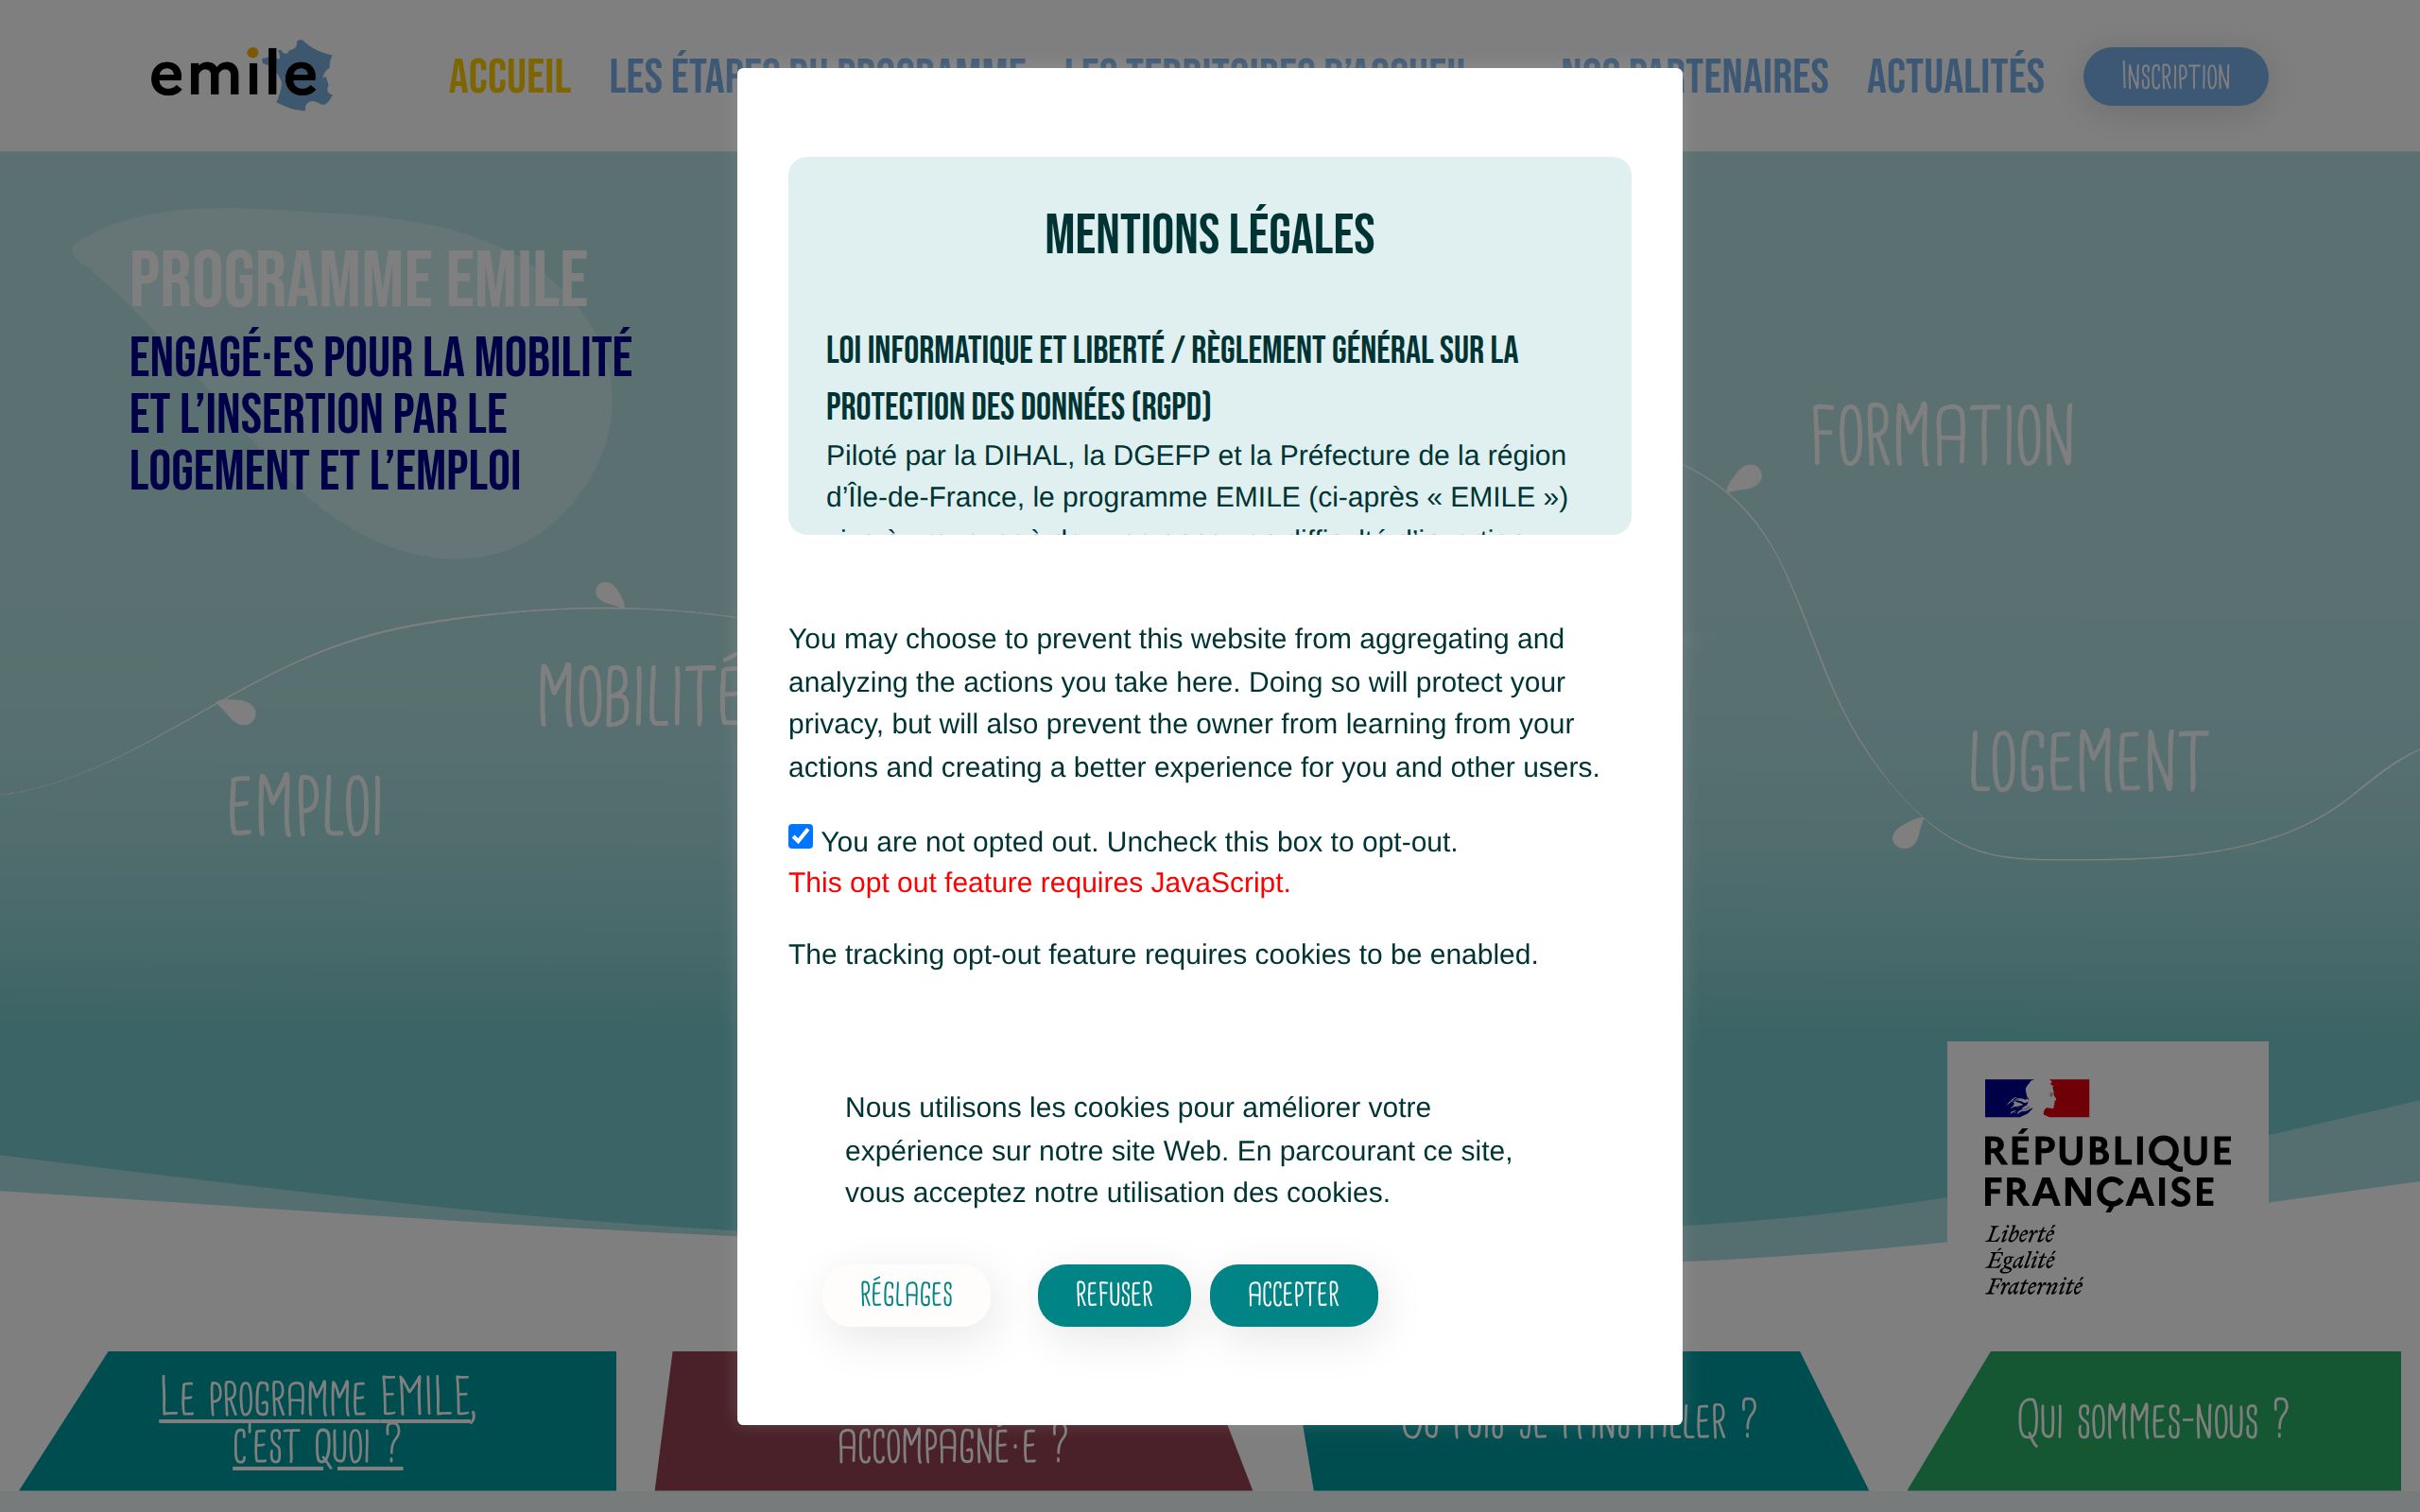 emile
ACCUEIL
NOS PARTENAIRES
ACTUALITÉS
INSCRIPTION
PROGRAMME EMILE
ENGAGÉ·ES POUR LA MOBILITÉ
ET L’INSERTION PAR LE
LOGEMENT ET L’EMPLOI
MOBILITÉ
EMPLOI
FORMATION
LOGEMENT
MENTIONS LÉGALES
LOI INFORMATIQUE ET LIBERTÉ / RÈGLEMENT GÉNÉRAL SUR LA
PROTECTION DES DONNÉES (RGPD)
Piloté par la DIHAL, la DGEFP et la Préfecture de la région
d’Île-de-France, le programme EMILE (ci-après « EMILE »)
You may choose to prevent this website from aggregating and
analyzing the actions you take here. Doing so will protect your
privacy, but will also prevent the owner from learning from your
actions and creating a better experience for you and other users.
You are not opted out. Uncheck this box to opt-out.
This opt out feature requires JavaScript.
The tracking opt-out feature requires cookies to be enabled.
Nous utilisons les cookies pour améliorer votre
expérience sur notre site Web. En parcourant ce site,
vous acceptez notre utilisation des cookies.
RÉGLAGES
REFUSER
ACCEPTER
RÉPUBLIQUE
FRANÇAISE
Liberté
Égalité
Fraternité
LE PROGRAMME EMILE,
C'EST QUOI ?
ACCOMPAGNÉ·E ?
QUI SOMMES-NOUS ?